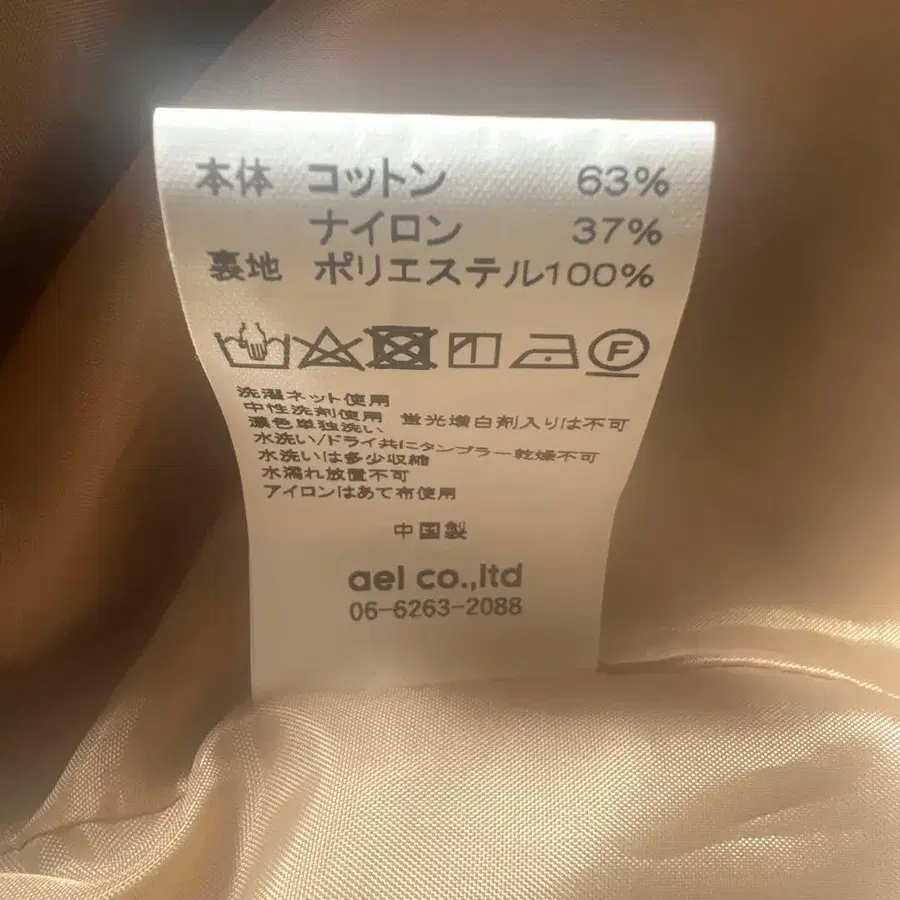 本体 コットン 63%
ナイロン 37%
裏地 ポリエステル100%
F
洗濯ネット使用
中性洗剤使用 蛍光増白剤入りは不可
濃色単独洗い
水洗い/ドライ共にタンブラー乾燥不可
水洗いは多少収縮
水濡れ放置不可
アイロンはあて布使用
中国製
ael co.,ltd
06-6263-2088